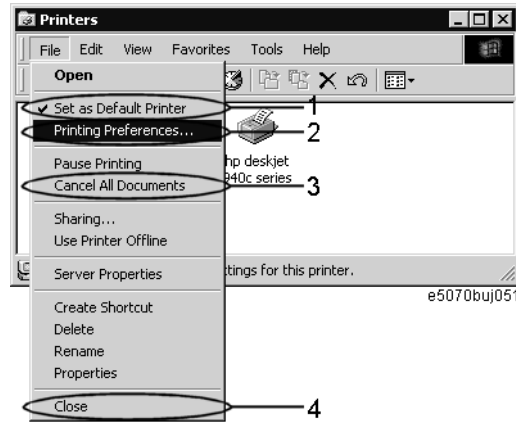 Printers
File Edit View Favorites Tools Help
Open
Set as Default Printer 1
Printing Preferences... 2
Pause Printing hp deskjet
Cancel All Documents 940c series 3
Sharing...
Use Printer Offline
Server Properties ttings for this printer.
e5070buj051
Create Shortcut
Delete
Rename
Properties
Close 4